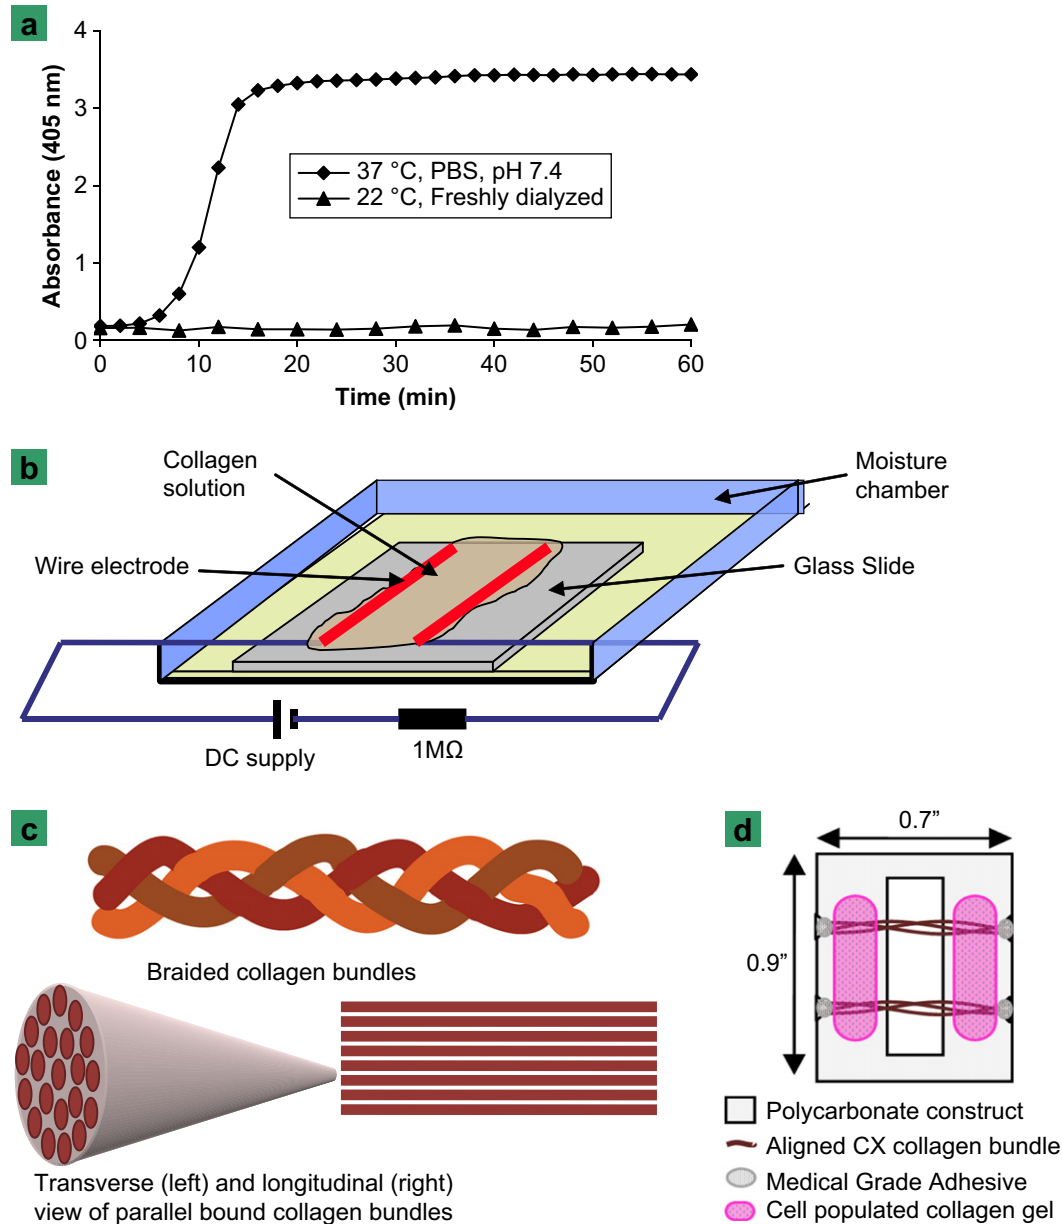 a
4
3
2
1
0
Absorbance (405 nm)
37 °C, PBS, pH 7.4
22 °C, Freshly dialyzed
0 10 20 30 40 50 60
Time (min)
b
Collagen
solution
Moisture
chamber
Wire electrode
Glass Slide
DC supply
1MΩ
c
Braided collagen bundles
Transverse (left) and longitudinal (right)
view of parallel bound collagen bundles
d
0.7”
0.9”
Polycarbonate construct
Aligned CX collagen bundle
Medical Grade Adhesive
Cell populated collagen gel